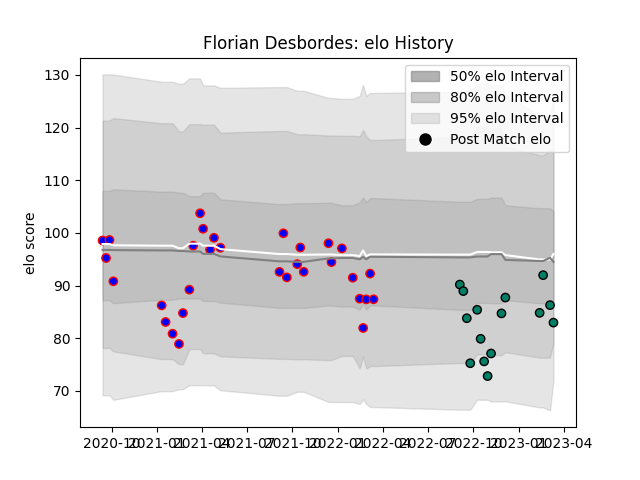 Florian Desbordes: elo History
50% elo Interval
80% elo Interval
95% elo Interval
Post Match elo
elo score
130
120
110
100
90
80
70
2020-10 2021-01 2021-04 2021-07 2021-10 2022-01 2022-04 2022-07 2022-10 2023-01 2023-04